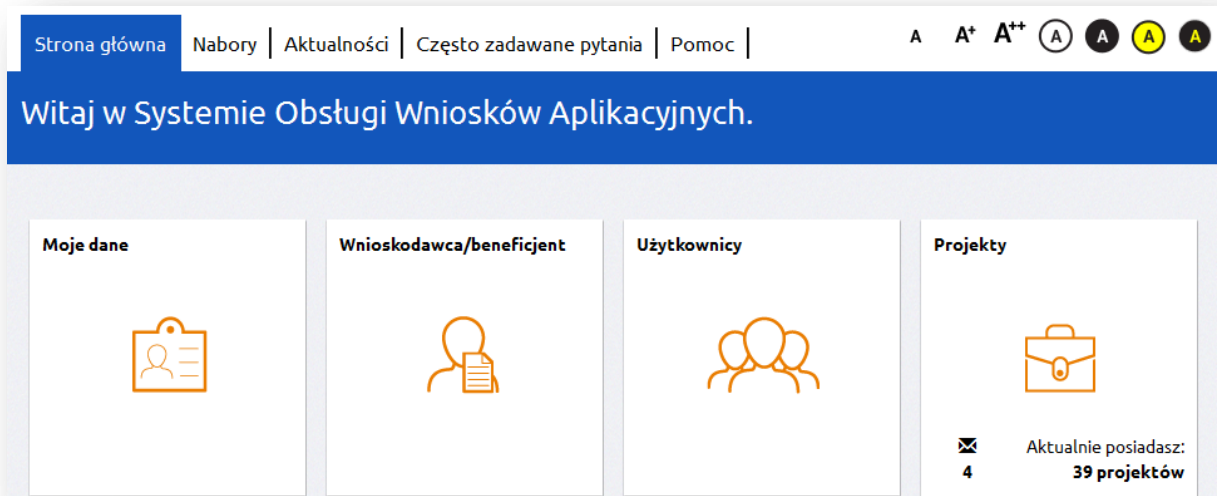 Strona główna Nabory Aktualności Często zadawane pytania Pomoc A A+ A++ A A A A
Witaj w Systemie Obsługi Wniosków Aplikacyjnych.
Moje dane Wnioskodawca/beneficjent Użytkownicy Projekty
Aktualnie posiadasz:
4 39 projektów